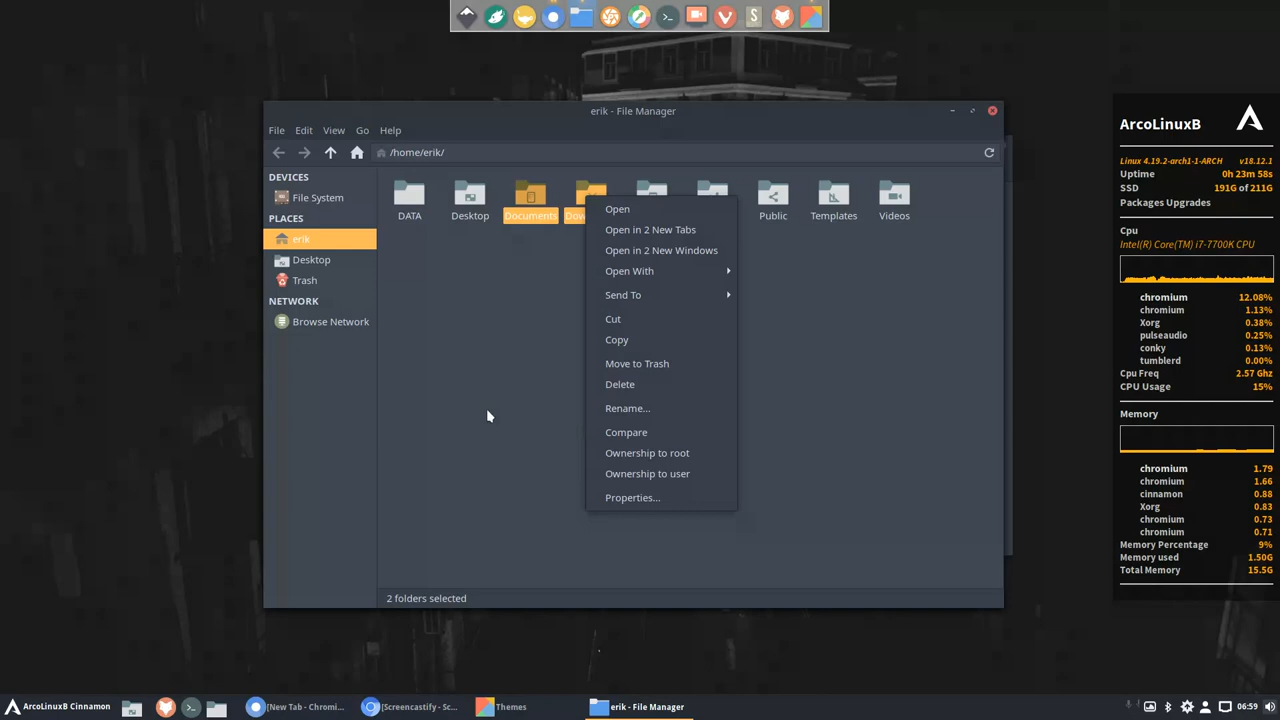 erik - File Manager
File Edit View Go Help
/home/erik/
DEVICES
File System
PLACES
erik
Desktop
Trash
NETWORK
Browse Network
DATA
Desktop
Documents
Public
Templates
Videos
Open
Open in 2 New Tabs
Open in 2 New Windows
Open With
Send To
Cut
Copy
Move to Trash
Delete
Rename...
Compare
Ownership to root
Ownership to user
Properties...
2 folders selected
ArcoLinuxB
Linux 4.19.2-arch1-1-ARCH v18.12.1
Uptime 0h 23m 58s
SSD 191G of 211G
Packages Upgrades
Cpu
Intel(R) Core(TM) i7-7700K CPU
chromium 12.08%
chromium 1.13%
Xorg 0.38%
pulseaudio 0.25%
conky 0.13%
tumblerd 0.00%
Cpu Freq 2.57 Ghz
CPU Usage 15%
Memory
chromium 1.79
chromium 1.66
cinnamon 0.88
Xorg 0.83
chromium 0.73
chromium 0.71
Memory Percentage 9%
Memory used 1.50G
Total Memory 15.5G
ArcoLinuxB Cinnamon
[New Tab - Chromi...
[Screencastify - Sc...
Themes
erik - File Manager
06:59